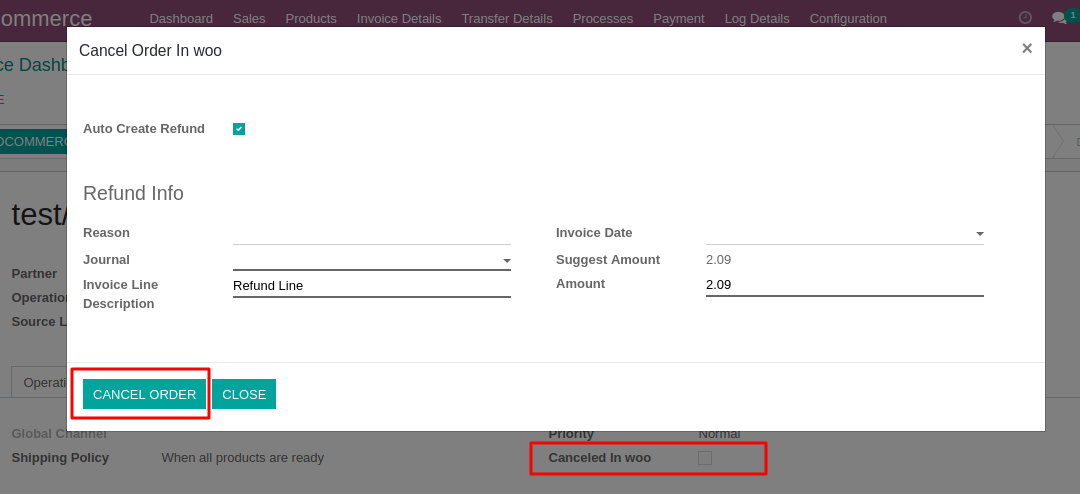 ommerce Dashboard Sales Products Invoice Details Transfer Details Processes Payment Log Details Configuration 1
Cancel Order In woo ×
ce Dashb
E
Auto Create Refund
OCOMMERC
Refund Info
test/
Reason Invoice Date
Journal Suggest Amount 2.09
Invoice Line Description Refund Line Amount 2.09
Partner
Operation
Source L
Operati
CANCEL ORDER CLOSE
Global Channel Priority Normal
Shipping Policy When all products are ready Canceled In woo